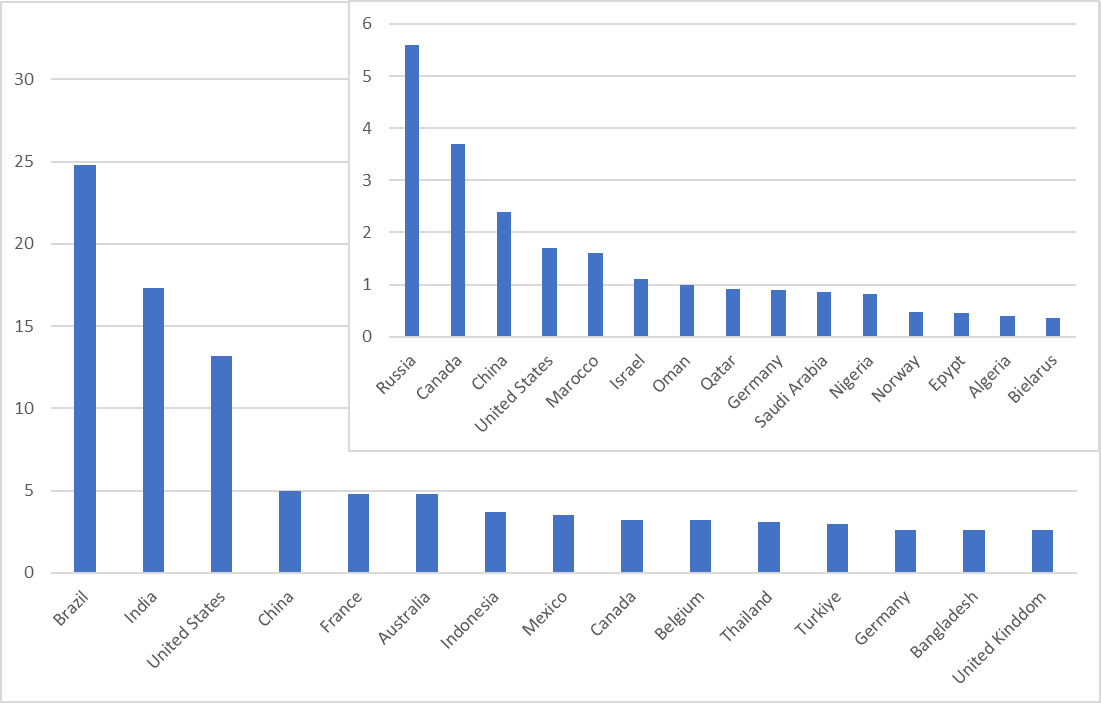 30
25
20
15
10
5
0
Brazil
India
United States
China
France
Australia
Indonesia
Mexico
Canada
Belgium
Thailand
Turkiye
Germany
Bangladesh
United Kinddom
6
5
4
3
2
1
0
Russia
Canada
China
United States
Marocco
Israel
Oman
Qatar
Germany
Saudi Arabia
Nigeria
Norway
Epypt
Algeria
Bielarus